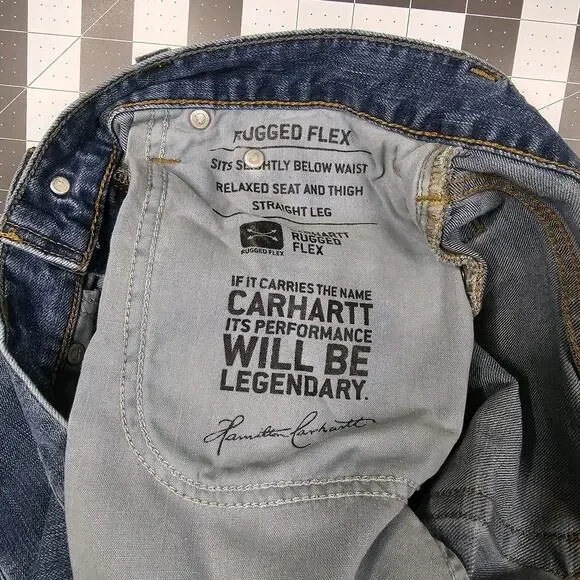 RUGGED FLEX
SITS SLIGHTLY BELOW WAIST
RELAXED SEAT AND THIGH
STRAIGHT LEG
CARHARTT
RUGGED
FLEX
RUGGED FLEX
IF IT CARRIES THE NAME
CARHARTT
ITS PERFORMANCE
WILL BE
LEGENDARY.
Hamilton Carhartt